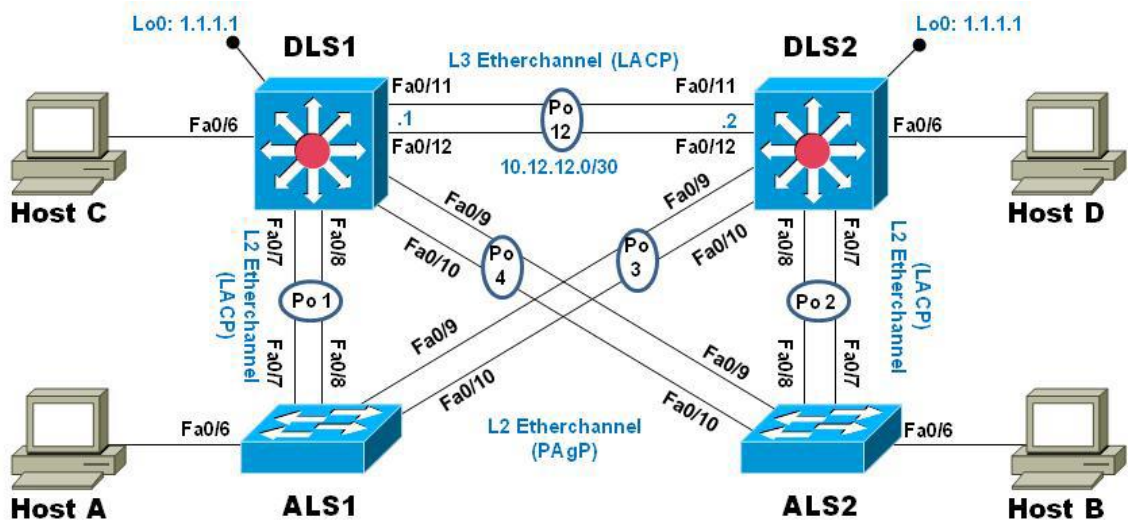 Lo0: 1.1.1.1
Lo0: 1.1.1.1
DLS1
DLS2
L3 Etherchannel (LACP)
Fa0/11
Fa0/11
Fa0/6
.1
Po
12
.2
Fa0/6
Fa0/12
Fa0/12
10.12.12.0/30
Host C
Host D
Fa0/9
Fa0/9
Fa0/7
Fa0/8
Fa0/10
Po
4
Po
3
Fa0/10
Fa0/8
Fa0/7
L2 Etherchannel
(LACP)
Po 1
Po 2
L2 Etherchannel
(LACP)
Fa0/7
Fa0/8
Fa0/9
Fa0/10
Fa0/9
Fa0/10
Fa0/8
Fa0/7
Fa0/6
L2 Etherchannel
(PAgP)
Fa0/6
Host A
ALS1
ALS2
Host B